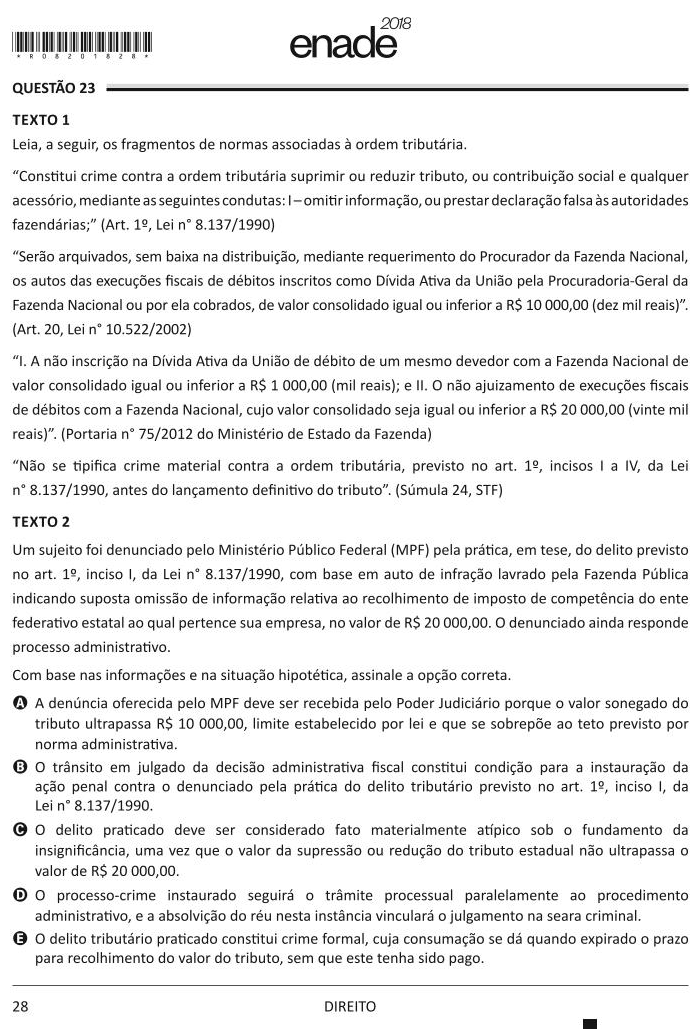 *R08201828*
enade 2018
QUESTÃO 23
TEXTO 1
Leia, a seguir, os fragmentos de normas associadas à ordem tributária.
“Constitui crime contra a ordem tributária suprimir ou reduzir tributo, ou contribuição social e qualquer
acessório, mediante as seguintes condutas: I – omitir informação, ou prestar declaração falsa às autoridades
fazendárias;” (Art. 1º, Lei n° 8.137/1990)
“Serão arquivados, sem baixa na distribuição, mediante requerimento do Procurador da Fazenda Nacional,
os autos das execuções fiscais de débitos inscritos como Dívida Ativa da União pela Procuradoria-Geral da
Fazenda Nacional ou por ela cobrados, de valor consolidado igual ou inferior a R$ 10 000,00 (dez mil reais)”.
(Art. 20, Lei n° 10.522/2002)
“I. A não inscrição na Dívida Ativa da União de débito de um mesmo devedor com a Fazenda Nacional de
valor consolidado igual ou inferior a R$ 1 000,00 (mil reais); e II. O não ajuizamento de execuções fiscais
de débitos com a Fazenda Nacional, cujo valor consolidado seja igual ou inferior a R$ 20 000,00 (vinte mil
reais)”. (Portaria n° 75/2012 do Ministério de Estado da Fazenda)
“Não se tipifica crime material contra a ordem tributária, previsto no art. 1º, incisos I a IV, da Lei
n° 8.137/1990, antes do lançamento definitivo do tributo”. (Súmula 24, STF)
TEXTO 2
Um sujeito foi denunciado pelo Ministério Público Federal (MPF) pela prática, em tese, do delito previsto
no art. 1º, inciso I, da Lei n° 8.137/1990, com base em auto de infração lavrado pela Fazenda Pública
indicando suposta omissão de informação relativa ao recolhimento de imposto de competência do ente
federativo estatal ao qual pertence sua empresa, no valor de R$ 20 000,00. O denunciado ainda responde
processo administrativo.
Com base nas informações e na situação hipotética, assinale a opção correta.
A A denúncia oferecida pelo MPF deve ser recebida pelo Poder Judiciário porque o valor sonegado do
tributo ultrapassa R$ 10 000,00, limite estabelecido por lei e que se sobrepõe ao teto previsto por
norma administrativa.
B O trânsito em julgado da decisão administrativa fiscal constitui condição para a instauração da
ação penal contra o denunciado pela prática do delito tributário previsto no art. 1º, inciso I, da
Lei n° 8.137/1990.
C O delito praticado deve ser considerado fato materialmente atípico sob o fundamento da
insignificância, uma vez que o valor da supressão ou redução do tributo estadual não ultrapassa o
valor de R$ 20 000,00.
D O processo-crime instaurado seguirá o trâmite processual paralelamente ao procedimento
administrativo, e a absolvição do réu nesta instância vinculará o julgamento na seara criminal.
E O delito tributário praticado constitui crime formal, cuja consumação se dá quando expirado o prazo
para recolhimento do valor do tributo, sem que este tenha sido pago.
28
DIREITO